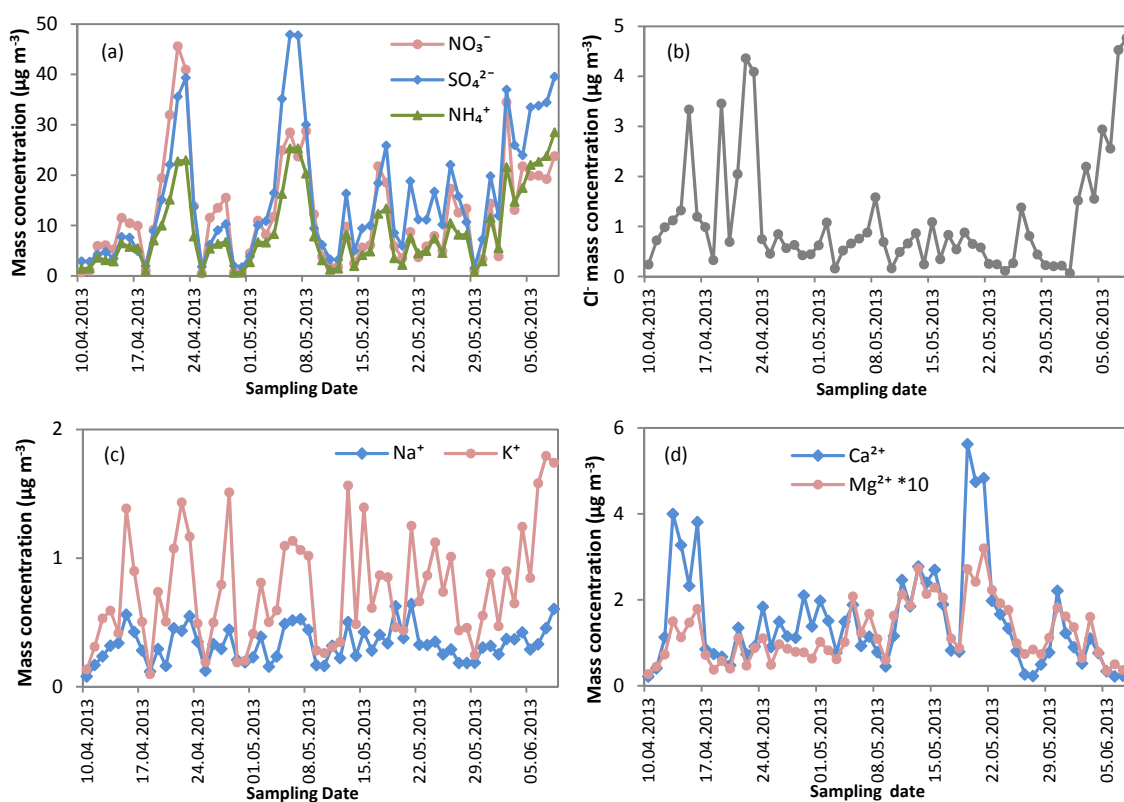 (a)
NO₃⁻
SO₄²⁻
NH₄⁺
Mass concentration (µg m⁻³)
50
40
30
20
10
0
10.04.2013
17.04.2013
24.04.2013
01.05.2013
08.05.2013
15.05.2013
22.05.2013
29.05.2013
05.06.2013
Sampling Date
(b)
Cl⁻ mass concentration (µg m⁻³)
5
4
3
2
1
0
10.04.2013
17.04.2013
24.04.2013
01.05.2013
08.05.2013
15.05.2013
22.05.2013
29.05.2013
05.06.2013
Sampling date
(c)
Na⁺
K⁺
Mass concentration (µg m⁻³)
2
1
0
10.04.2013
17.04.2013
24.04.2013
01.05.2013
08.05.2013
15.05.2013
22.05.2013
29.05.2013
05.06.2013
Sampling Date
(d)
Ca²⁺
Mg²⁺ *10
Mass concentration (µg m⁻³)
6
4
2
0
10.04.2013
17.04.2013
24.04.2013
01.05.2013
08.05.2013
15.05.2013
22.05.2013
29.05.2013
05.06.2013
Sampling date